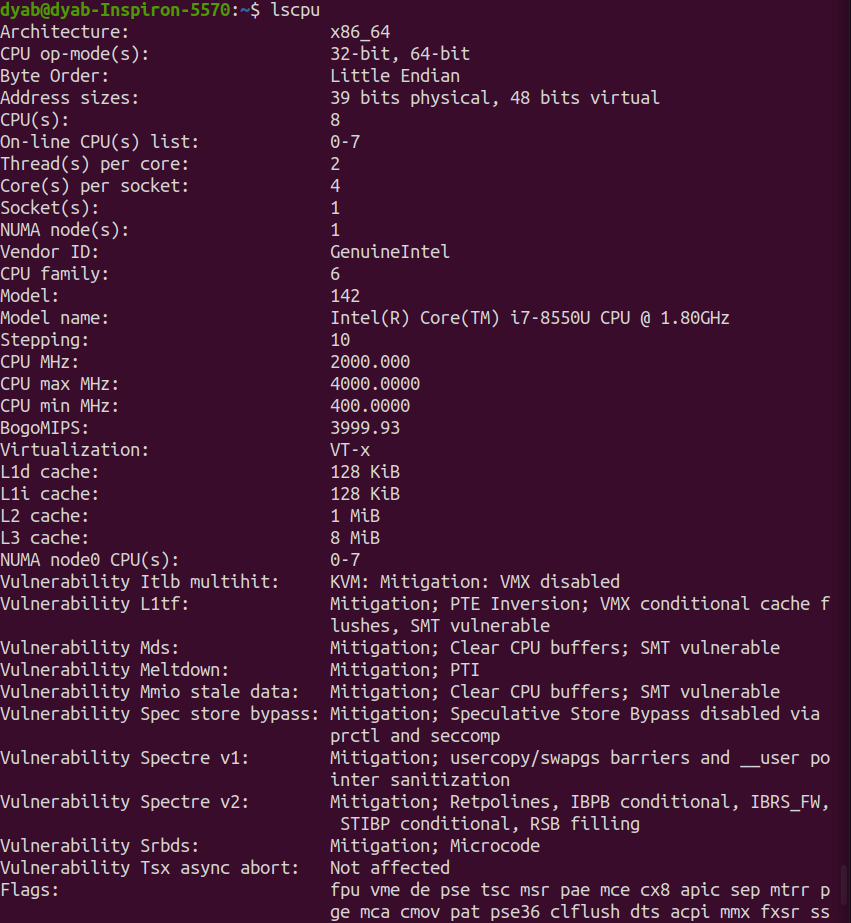 dyab@dyab-Inspiron-5570:~$ lscpu
Architecture:                    x86_64
CPU op-mode(s):                  32-bit, 64-bit
Byte Order:                      Little Endian
Address sizes:                   39 bits physical, 48 bits virtual
CPU(s):                          8
On-line CPU(s) list:             0-7
Thread(s) per core:              2
Core(s) per socket:              4
Socket(s):                       1
NUMA node(s):                    1
Vendor ID:                       GenuineIntel
CPU family:                      6
Model:                           142
Model name:                      Intel(R) Core(TM) i7-8550U CPU @ 1.80GHz
Stepping:                        10
CPU MHz:                         2000.000
CPU max MHz:                     4000.0000
CPU min MHz:                     400.0000
BogoMIPS:                        3999.93
Virtualization:                  VT-x
L1d cache:                       128 KiB
L1i cache:                       128 KiB
L2 cache:                        1 MiB
L3 cache:                        8 MiB
NUMA node0 CPU(s):               0-7
Vulnerability Itlb multihit:     KVM: Mitigation: VMX disabled
Vulnerability L1tf:              Mitigation; PTE Inversion; VMX conditional cache f
                                 lushes, SMT vulnerable
Vulnerability Mds:               Mitigation; Clear CPU buffers; SMT vulnerable
Vulnerability Meltdown:          Mitigation; PTI
Vulnerability Mmio stale data:   Mitigation; Clear CPU buffers; SMT vulnerable
Vulnerability Spec store bypass: Mitigation; Speculative Store Bypass disabled via
                                 prctl and seccomp
Vulnerability Spectre v1:        Mitigation; usercopy/swapgs barriers and __user po
                                 inter sanitization
Vulnerability Spectre v2:        Mitigation; Retpolines, IBPB conditional, IBRS_FW,
                                  STIBP conditional, RSB filling
Vulnerability Srbds:             Mitigation; Microcode
Vulnerability Tsx async abort:   Not affected
Flags:                           fpu vme de pse tsc msr pae mce cx8 apic sep mtrr p
                                 ge mca cmov pat pse36 clflush dts acpi mmx fxsr ss